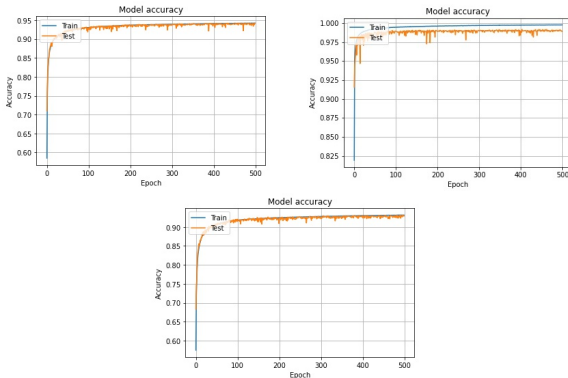 Model accuracy
0.95
0.90
0.85
0.80
0.75
0.70
0.65
0.60
Accuracy
Train
Test
0 100 200 300 400 500
Epoch
Model accuracy
1.000
0.975
0.950
0.925
0.900
0.875
0.850
0.825
Accuracy
Train
Test
0 100 200 300 400 500
Epoch
Model accuracy
0.90
0.85
0.80
0.75
0.70
0.65
0.60
Accuracy
Train
Test
0 100 200 300 400 500
Epoch